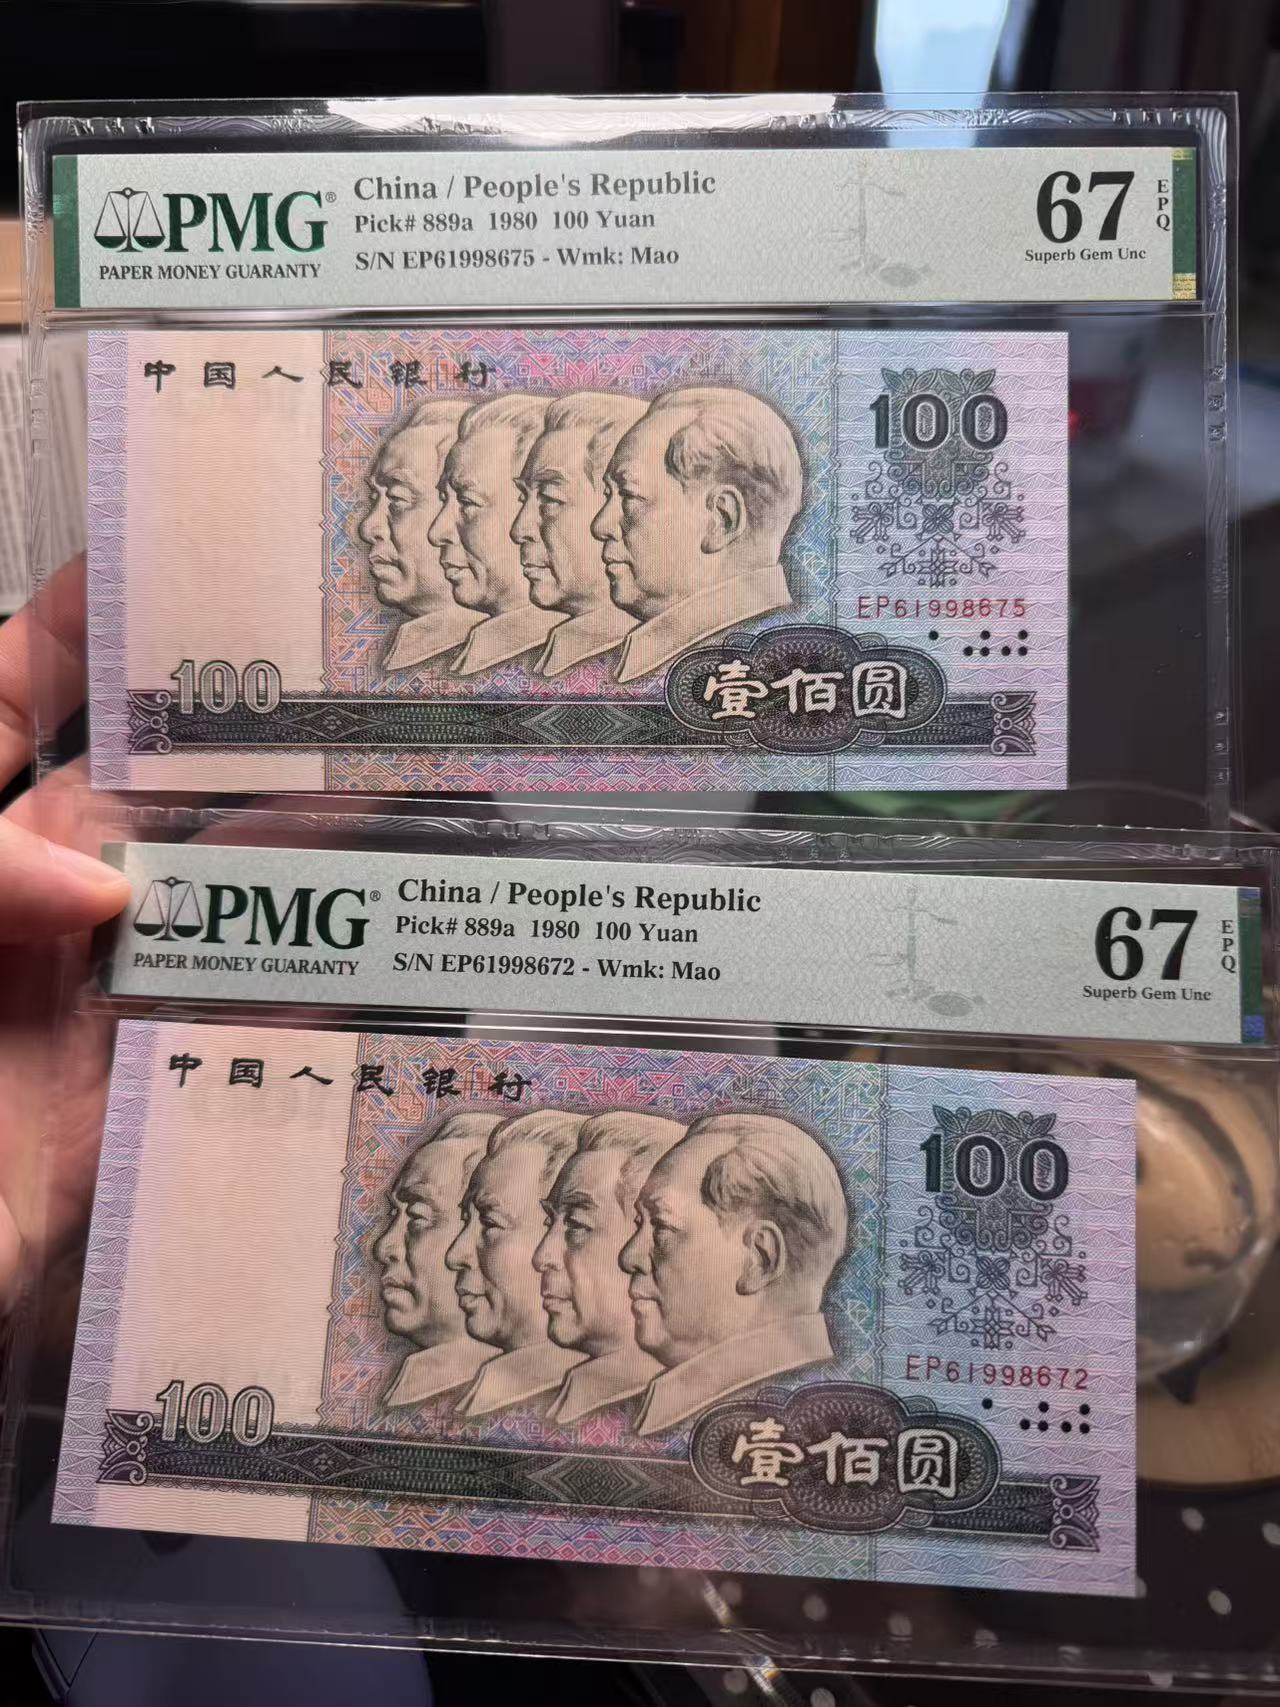 PMG®
PAPER MONEY GUARANTY
China / People's Republic
Pick# 889a 1980 100 Yuan
S/N EP61998675 - Wmk: Mao
67
EPQ
Superb Gem Unc
中国人民银行
100
EP61998675
100
壹佰圆
PMG®
PAPER MONEY GUARANTY
China / People's Republic
Pick# 889a 1980 100 Yuan
S/N EP61998672 - Wmk: Mao
67
EPQ
Superb Gem Unc
中国人民银行
100
EP61998672
100
壹佰圆